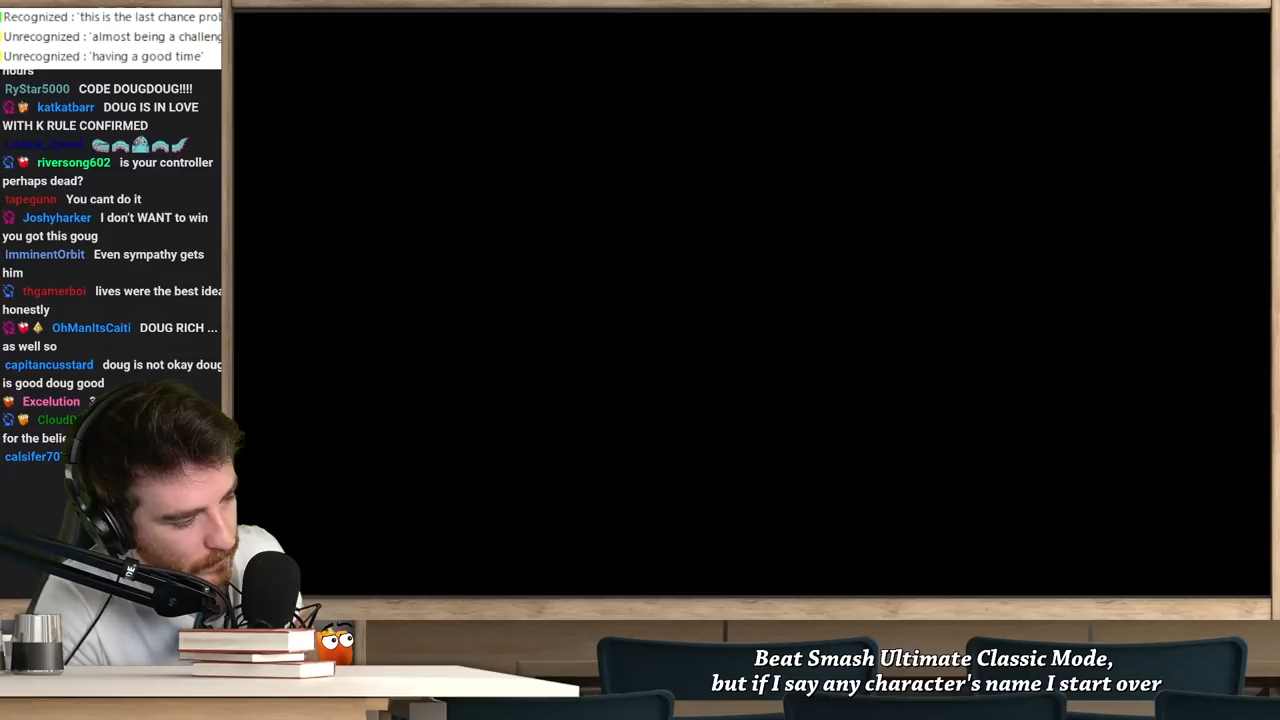 Recognized : 'this is the last chance prob
Unrecognized : 'almost being a challeng
Unrecognized : 'having a good time'
hours
RyStar5000 CODE DOUGDOUG!!!!
katkatbarr DOUG IS IN LOVE
WITH K RULE CONFIRMED
riversong602 is your controller
perhaps dead?
tapegunn You cant do it
Joshyharker I don't WANT to win
you got this goug
ImminentOrbit Even sympathy gets
him
thgamerboi lives were the best idea
honestly
OhManItsCaiti DOUG RICH ...
as well so
capitancusstard doug is not okay doug
is good doug good
Excelution
CloudD
for the belie
calsifer707
Beat Smash Ultimate Classic Mode,
but if I say any character's name I start over